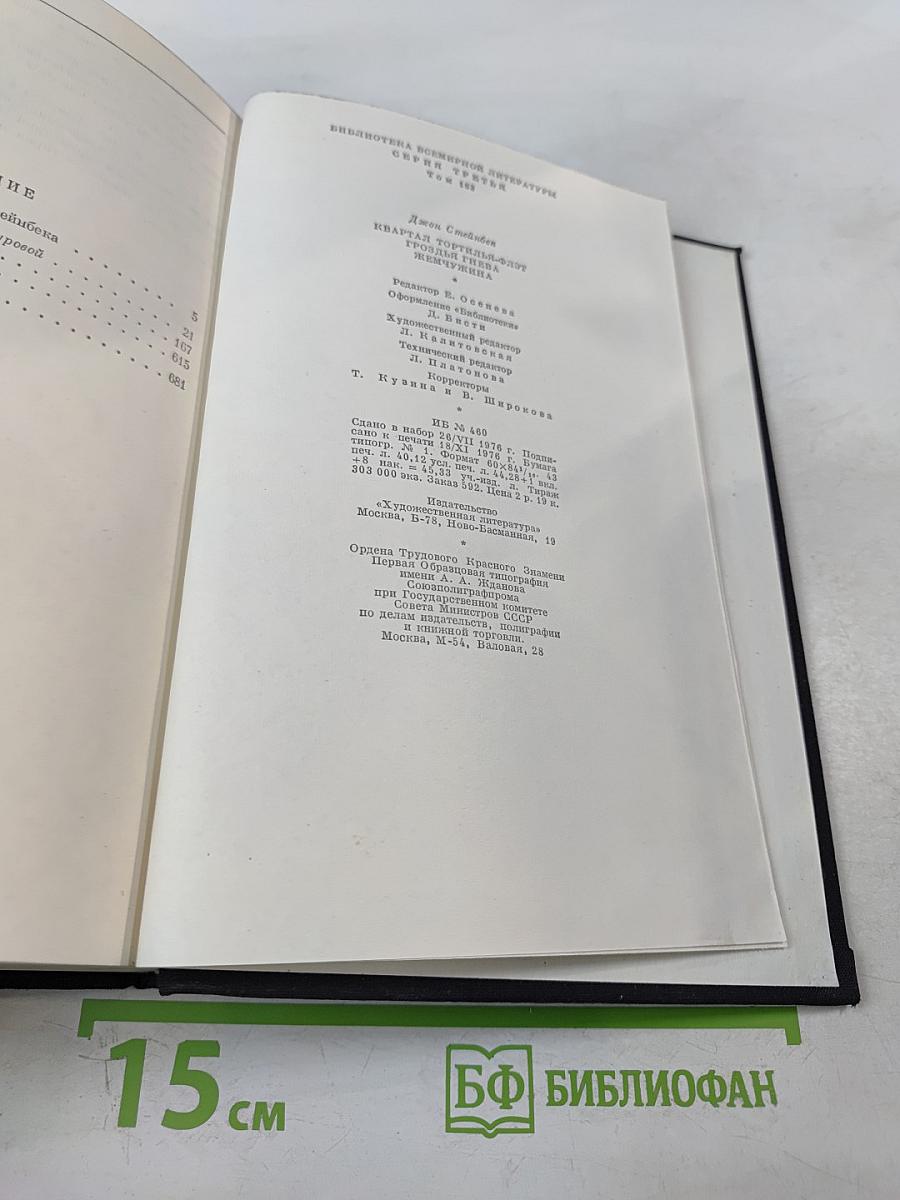 НИЕ
ейнбека
уровой
5
21
167
615
681
БИБЛИОТЕКА ВСЕМИРНОЙ ЛИТЕРАТУРЫ
СЕРИЯ ТРЕТЬЯ
Том 163
Джон Стейнбек
КВАРТАЛ ТОРТИЛЬЯ-ФЛЭТ
ГРОЗДЬЯ ГНЕВА
ЖЕМЧУЖИНА
*
Редактор Е. Осенева
Оформление «Библиотеки»
Д. Бисти
Художественный редактор
Л. Калитовская
Технический редактор
Л. Платонова
Корректоры
Т. Кузина и В. Широкова
*
ИБ № 460
Сдано в набор 26/VII 1976 г. Подпи-
сано к печати 18/XI 1976 г. Бумага
типогр. № 1. Формат 60×84¹/₁₆. 43
печ. л. 40,12 усл. печ. л. 44,28+1 вкл.
+8 нак. = 45,33 уч.-изд. л. Тираж
303 000 экз. Заказ 592. Цена 2 р. 19 к.
Издательство
«Художественная литература»
Москва, Б-78, Ново-Басманная, 19
*
Ордена Трудового Красного Знамени
Первая Образцовая типография
имени А. А. Жданова
Союзполиграфпрома
при Государственном комитете
Совета Министров СССР
по делам издательств, полиграфии
и книжной торговли.
Москва, М-54, Валовая, 28
15 см
БФ БИБЛИОФАН